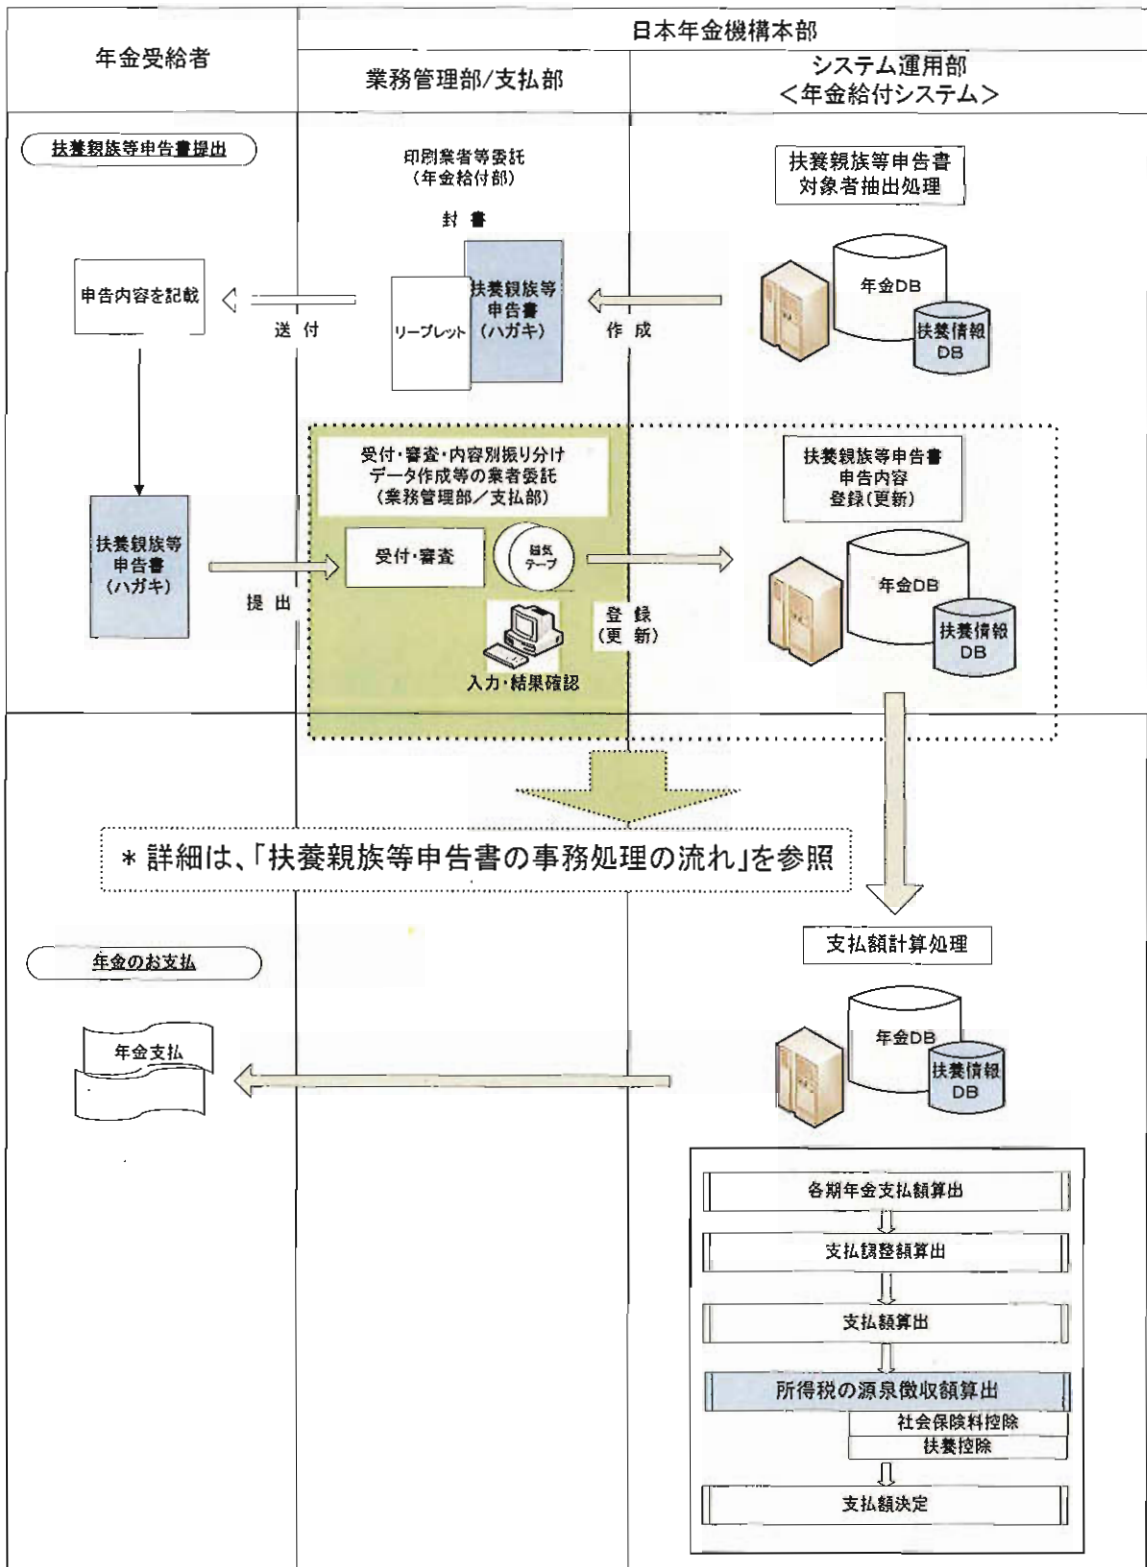 年金受給者
日本年金機構本部
業務管理部/支払部
システム運用部
<年金給付システム>
扶養親族等申告書提出
印刷業者等委託
(年金給付部)
封 書
扶養親族等申告書
対象者抽出処理
申告内容を記載
送 付
リーフレット
扶養親族等
申告書
(ハガキ)
作 成
年金DB
扶養情報
DB
受付・審査・内容別振り分け
データ作成等の業者委託
(業務管理部/支払部)
扶養親族等申告書
申告内容
登録(更新)
扶養親族等
申告書
(ハガキ)
提 出
受付・審査
磁気
テープ
登 録
(更 新)
入力・結果確認
年金DB
扶養情報
DB
*詳細は、「扶養親族等申告書の事務処理の流れ」を参照
年金のお支払
支払額計算処理
年金支払
年金DB
扶養情報
DB
各期年金支払額算出
支払調整額算出
支払額算出
所得税の源泉徴収額算出
社会保険料控除
扶養控除
支払額決定